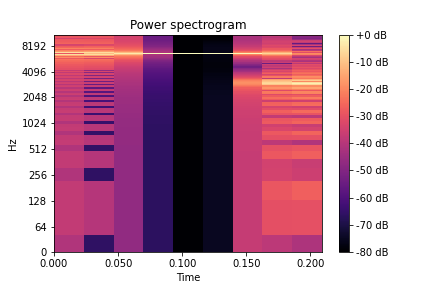 Power spectrogram
8192
4096
2048
1024
512
256
128
64
0
Hz
0.000 0.050 0.100 0.150 0.200
Time
+0 dB
-10 dB
-20 dB
-30 dB
-40 dB
-50 dB
-60 dB
-70 dB
-80 dB